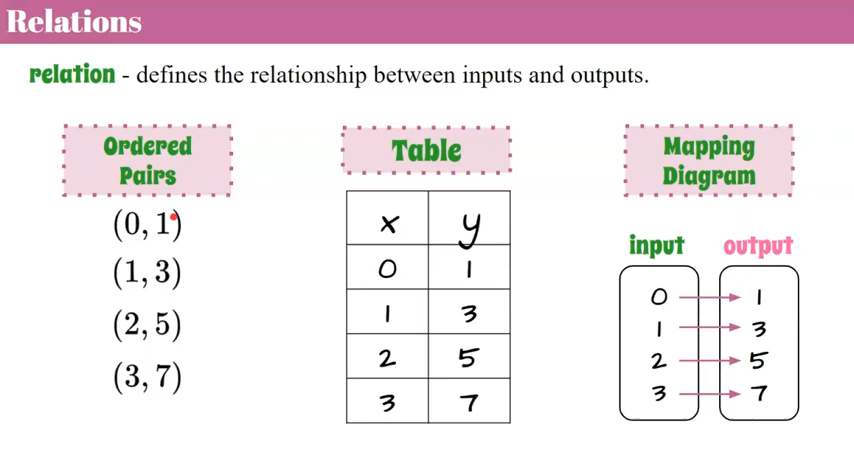 Relations
relation - defines the relationship between inputs and outputs.
Ordered
Pairs
(0, 1)
(1, 3)
(2, 5)
(3, 7)
Table
x y
0 1
1 3
2 5
3 7
Mapping
Diagram
input output
0 1
1 3
2 5
3 7